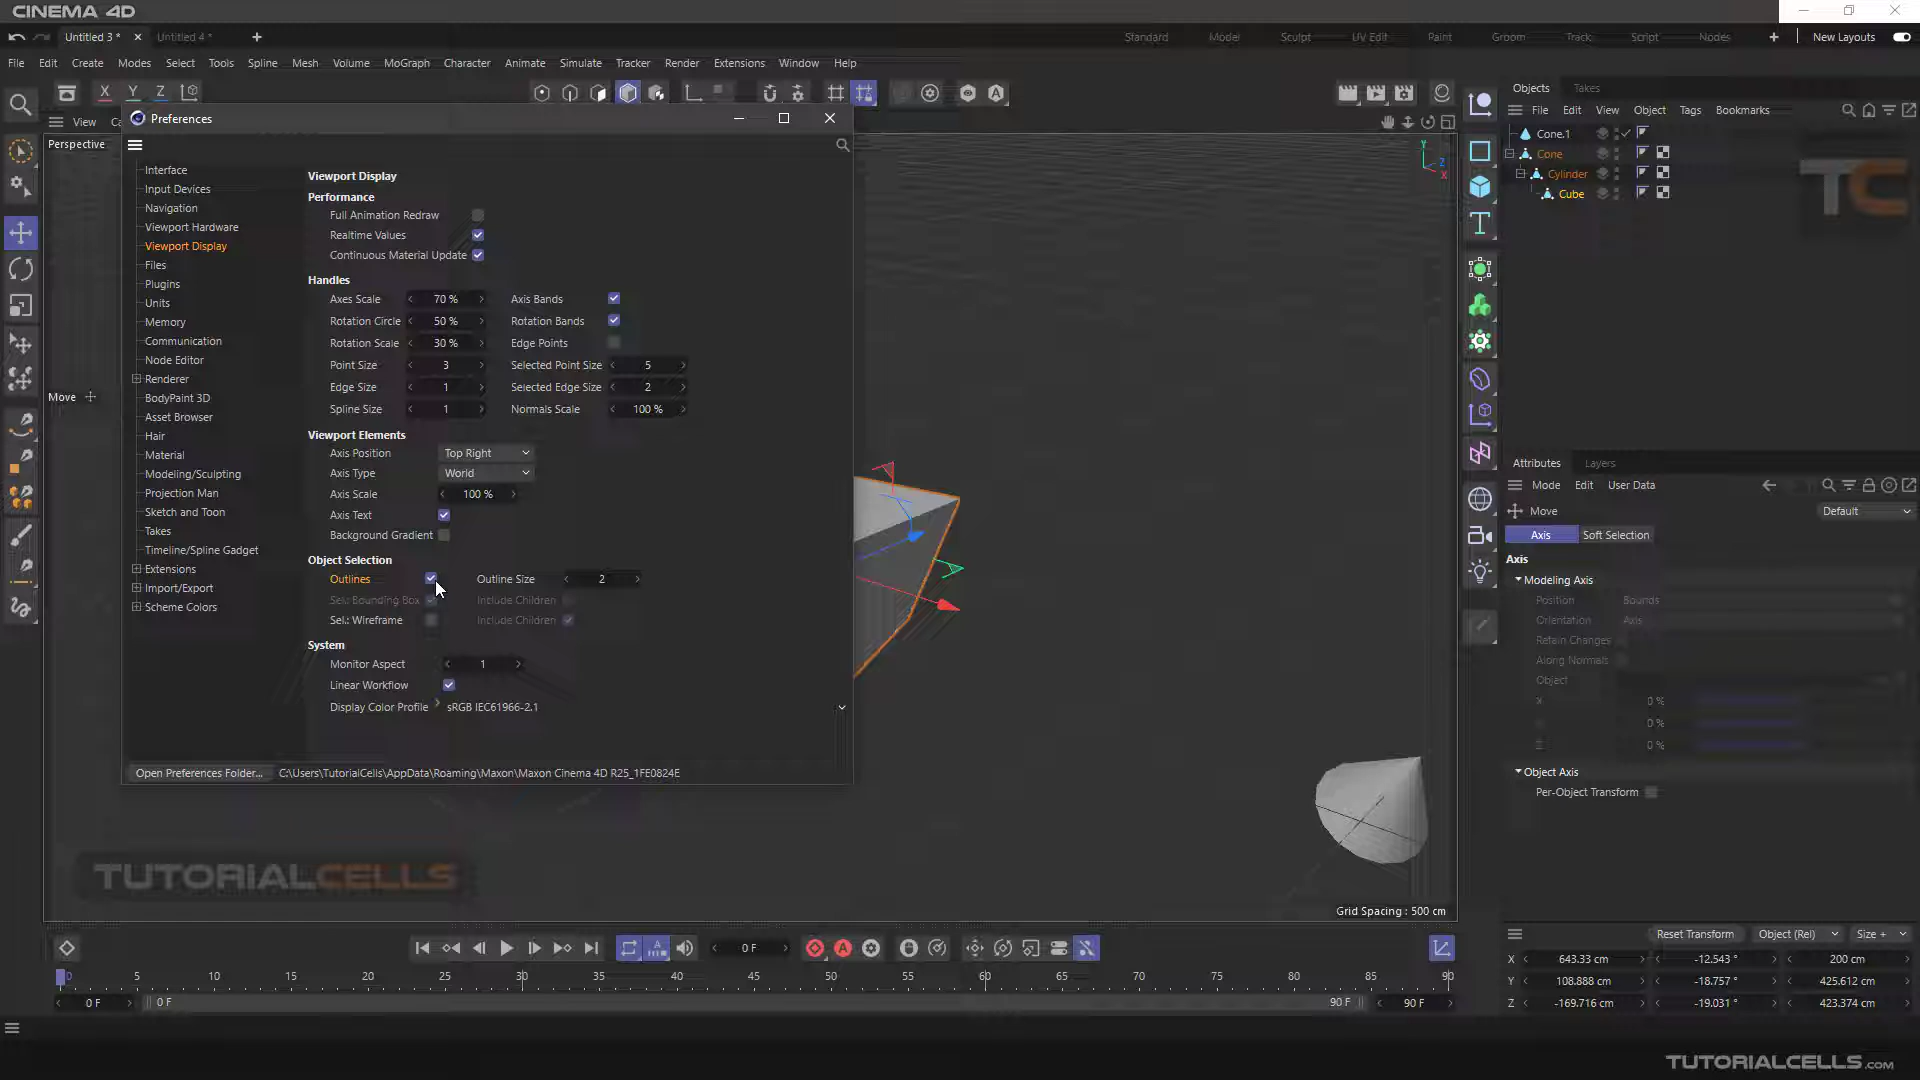 CINEMA 4D
Untitled 3 *
Untitled 4 *
Standard
Model
Sculpt
UV Edit
Paint
Groom
Track
Script
Nodes
New Layouts
File Edit Create Modes Select Tools Spline Mesh Volume MoGraph Character Animate Simulate Tracker Render Extensions Window Help
X Y Z
View
Preferences
Perspective
Move
Interface
Input Devices
Navigation
Viewport Hardware
Viewport Display
Files
Plugins
Units
Memory
Communication
Node Editor
Renderer
BodyPaint 3D
Asset Browser
Hair
Material
Modeling/Sculpting
Projection Man
Sketch and Toon
Takes
Timeline/Spline Gadget
Extensions
Import/Export
Scheme Colors
Viewport Display
Performance
Full Animation Redraw
Realtime Values
Continuous Material Update
Handles
Axes Scale 70 % Axis Bands
Rotation Circle 50 % Rotation Bands
Rotation Scale 30 % Edge Points
Point Size 3 Selected Point Size 5
Edge Size 1 Selected Edge Size 2
Spline Size 1 Normals Scale 100 %
Viewport Elements
Axis Position Top Right
Axis Type World
Axis Scale 100 %
Axis Text
Background Gradient
Object Selection
Outlines Outline Size 2
Sel.: Bounding Box Include Children
Sel.: Wireframe Include Children
System
Monitor Aspect 1
Linear Workflow
Display Color Profile sRGB IEC61966-2.1
Open Preferences Folder... C:\Users\TutorialCells\AppData\Roaming\Maxon\Maxon Cinema 4D R25_1FE0824E
Y
Z
X
TUTORIALCELLS
Grid Spacing : 500 cm
Objects Takes
File Edit View Object Tags Bookmarks
Cone.1
Cone
Cylinder
Cube
TC
Attributes Layers
Mode Edit User Data
Move Default
Axis Soft Selection
Axis
Modeling Axis
Position Bounds
Orientation Axis
Retain Changes
Along Normals
Object
X 0 %
0 %
0 %
Object Axis
Per-Object Transform
0 F
0 5 10 15 20 25 30 35 40 45 50 55 60 65 70 75 80 85 90
0 F 0 F 90 F 90 F
Reset Transform Object (Rel) Size +
X 643.33 cm -12.543 ° 200 cm
Y 108.888 cm -18.757 ° 425.612 cm
Z -169.716 cm -19.031 ° 423.374 cm
TUTORIALCELLS.COM